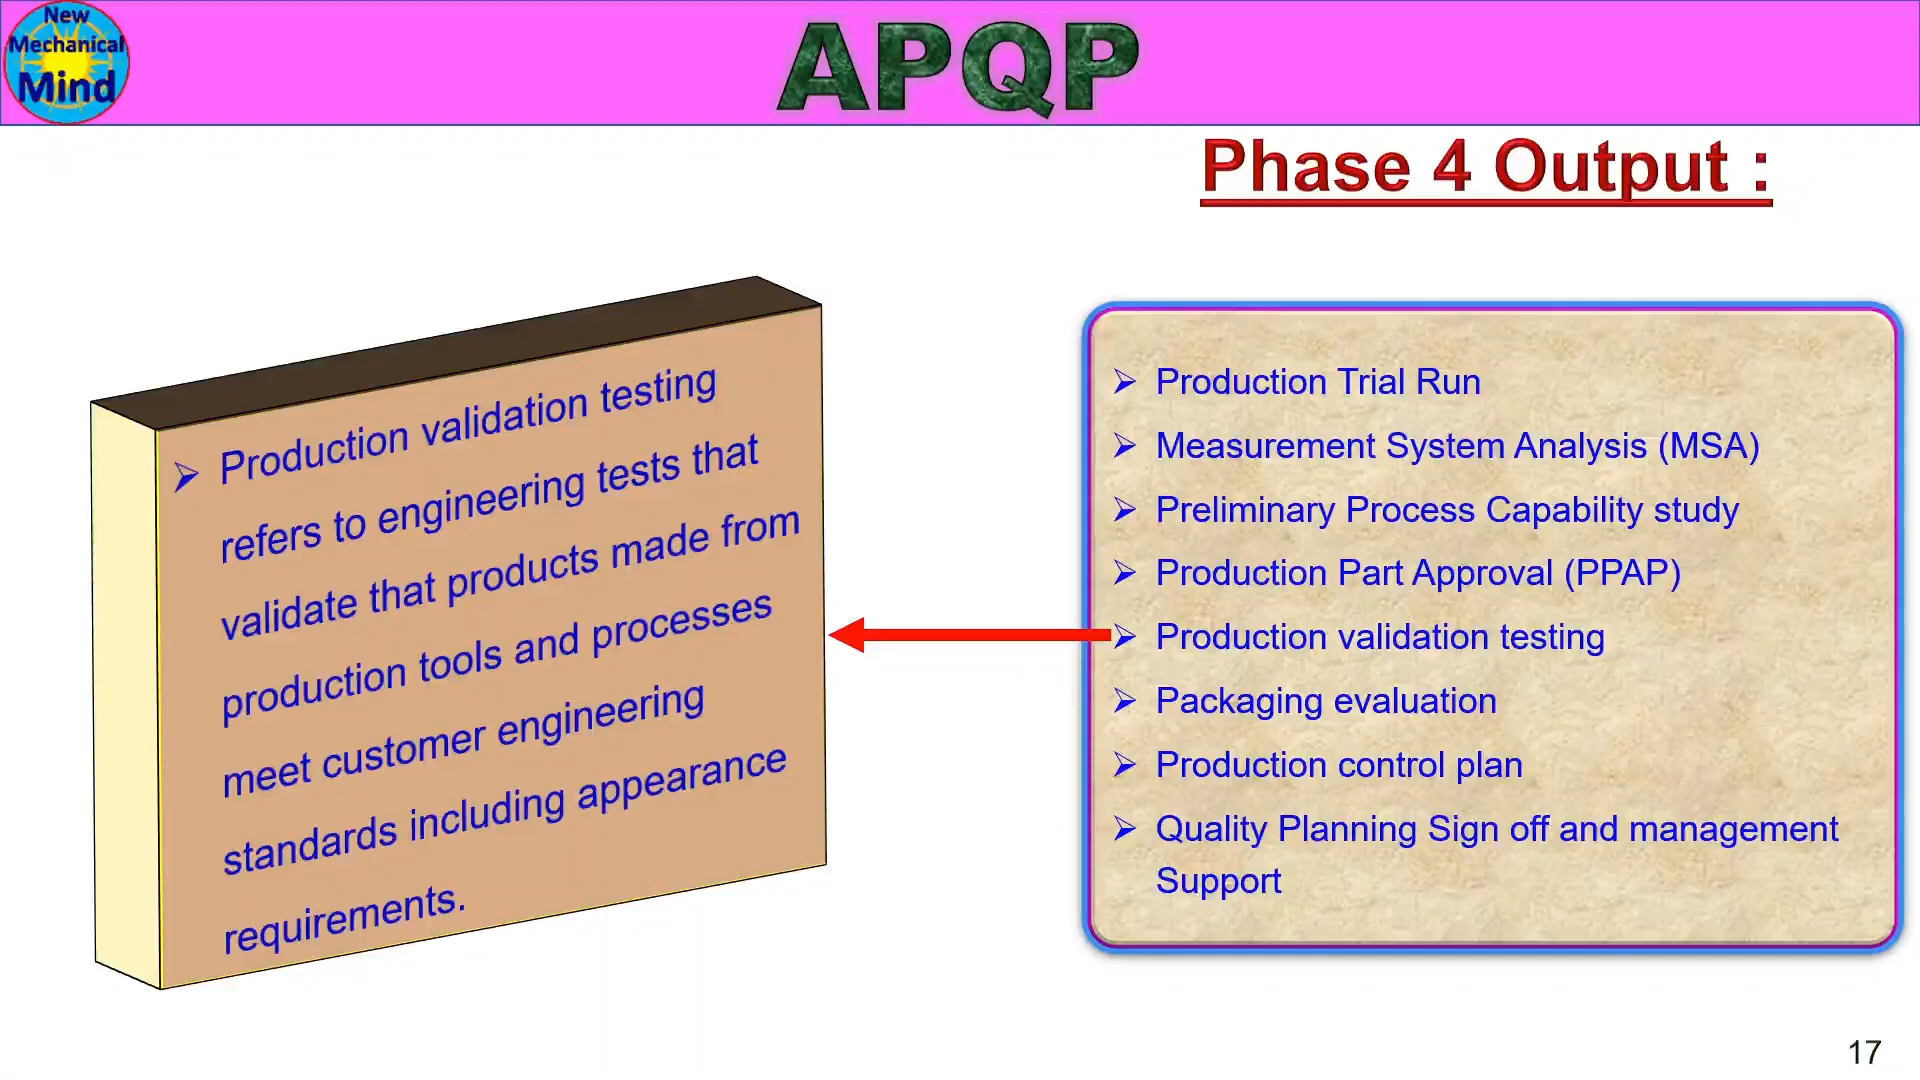 New
Mechanical
Mind
APQP
Phase 4 Output :
➢ Production validation testing
refers to engineering tests that
validate that products made from
production tools and processes
meet customer engineering
standards including appearance
requirements.
➢ Production Trial Run
➢ Measurement System Analysis (MSA)
➢ Preliminary Process Capability study
➢ Production Part Approval (PPAP)
➢ Production validation testing
➢ Packaging evaluation
➢ Production control plan
➢ Quality Planning Sign off and management
Support
17